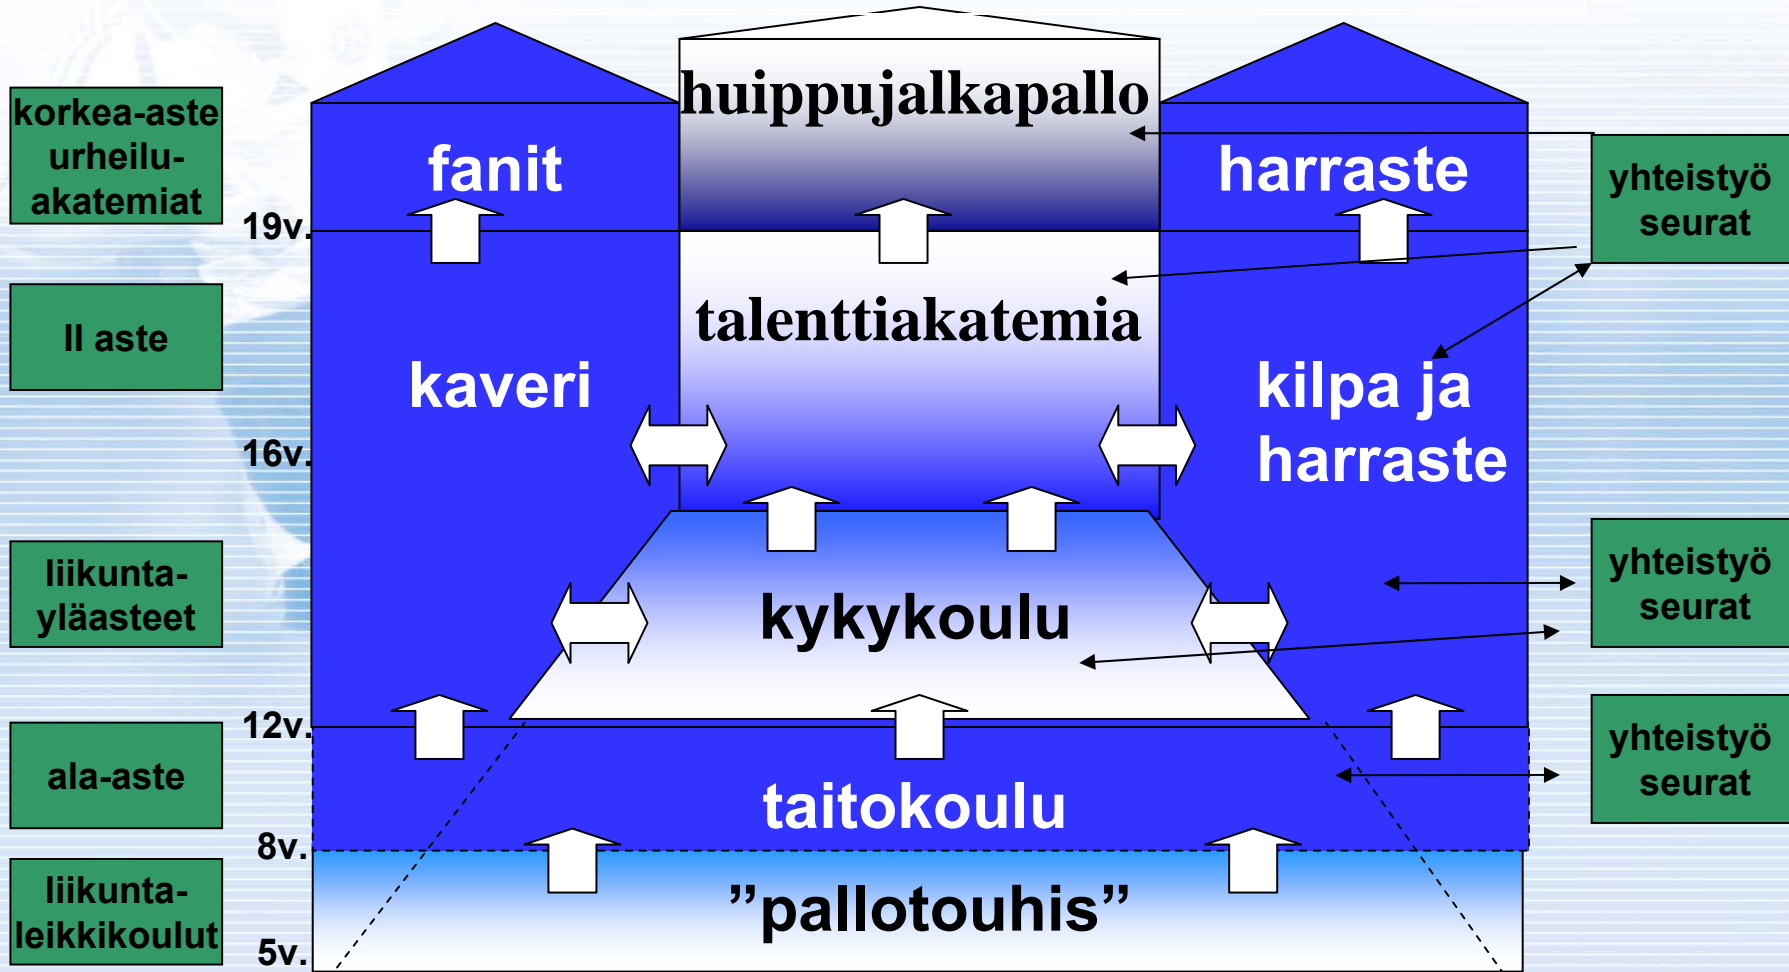 huippujalkapallo
korkea-aste
urheilu-
akatemiat
fanit
harraste
yhteistyö
seurat
19v.
II aste
talenttiakatemia
kaveri
kilpa ja
harraste
16v.
liikunta-
yläasteet
kykykoulu
yhteistyö
seurat
12v.
ala-aste
taitokoulu
yhteistyö
seurat
8v.
liikunta-
leikkikoulut
”pallotouhis”
5v.